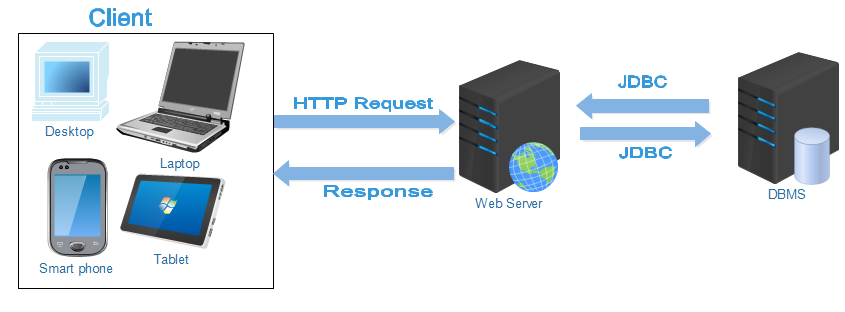 Client
Desktop
Laptop
Smart phone
Tablet
HTTP Request
Response
Web Server
JDBC
JDBC
DBMS